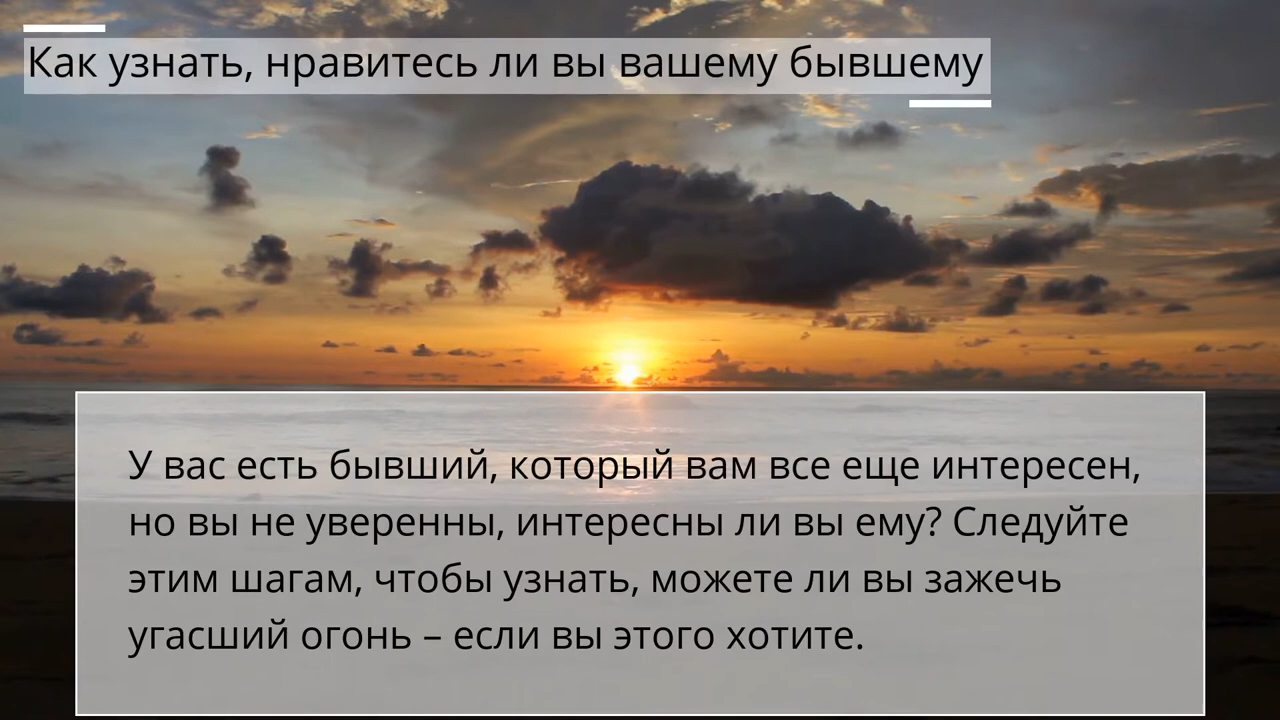 Как узнать, нравитесь ли вы вашему бывшему
У вас есть бывший, который вам все еще интересен,
но вы не уверенны, интересны ли вы ему? Следуйте
этим шагам, чтобы узнать, можете ли вы зажечь
угасший огонь – если вы этого хотите.